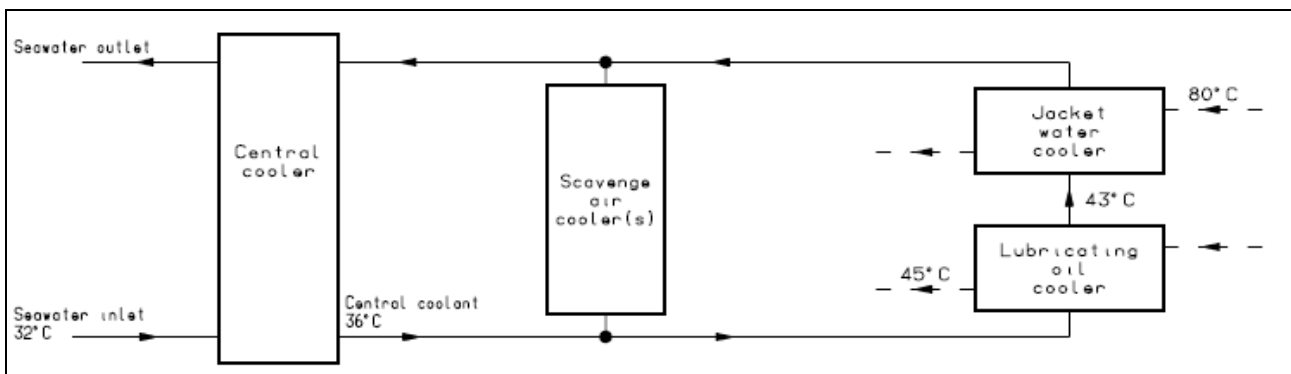 Seawater outlet
Central
cooler
Scavenge
air
cooler(s)
80°C
Jacket
water
cooler
43°C
Lubricating
oil
cooler
45°C
Seawater inlet
32°C
Central coolant
36°C